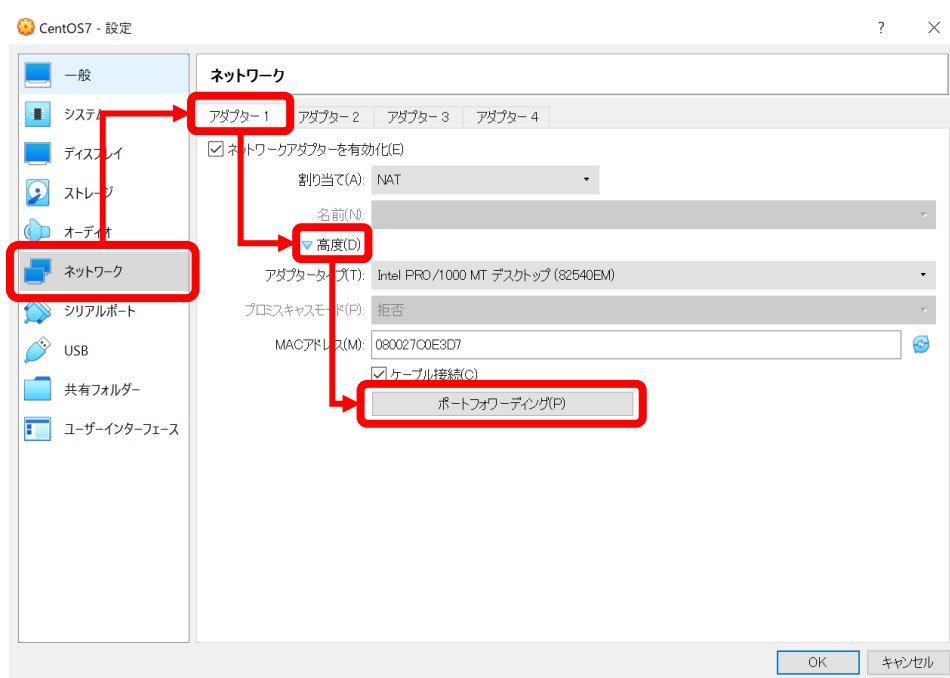 CentOS7 - 設定
?
一般
システム
ディスプレイ
ストレージ
オーディオ
ネットワーク
シリアルポート
USB
共有フォルダー
ユーザーインターフェース
ネットワーク
アダプター 1 アダプター 2 アダプター 3 アダプター 4
ネットワークアダプターを有効化(E)
割り当て(A): NAT
名前(N):
高度(D)
アダプタータイプ(T): Intel PRO/1000 MT デスクトップ (82540EM)
プロミスキャスモード(P): 拒否
MACアドレス(M): 080027C0E3D7
ケーブル接続(C)
ポートフォワーディング(P)
OK キャンセル